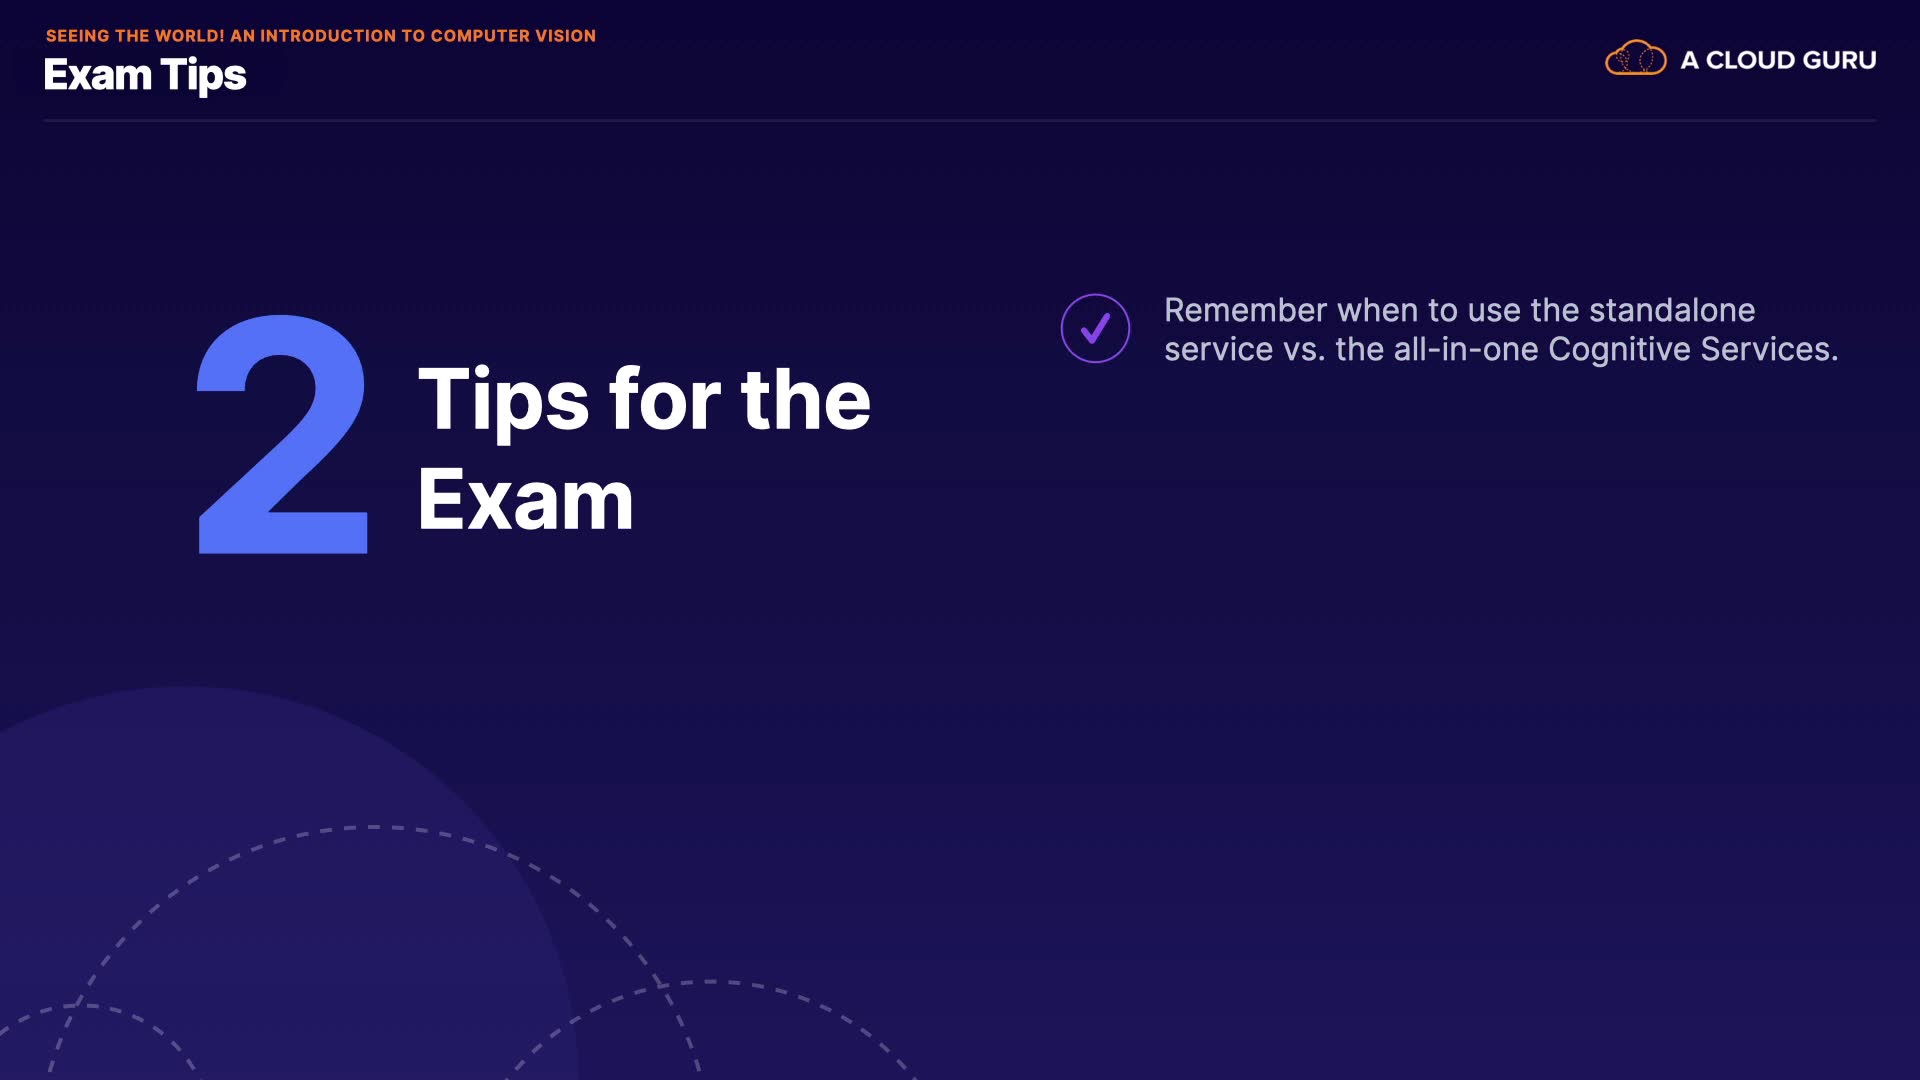 SEEING THE WORLD! AN INTRODUCTION TO COMPUTER VISION
Exam Tips
A CLOUD GURU
2
Tips for the
Exam
Remember when to use the standalone
service vs. the all-in-one Cognitive Services.